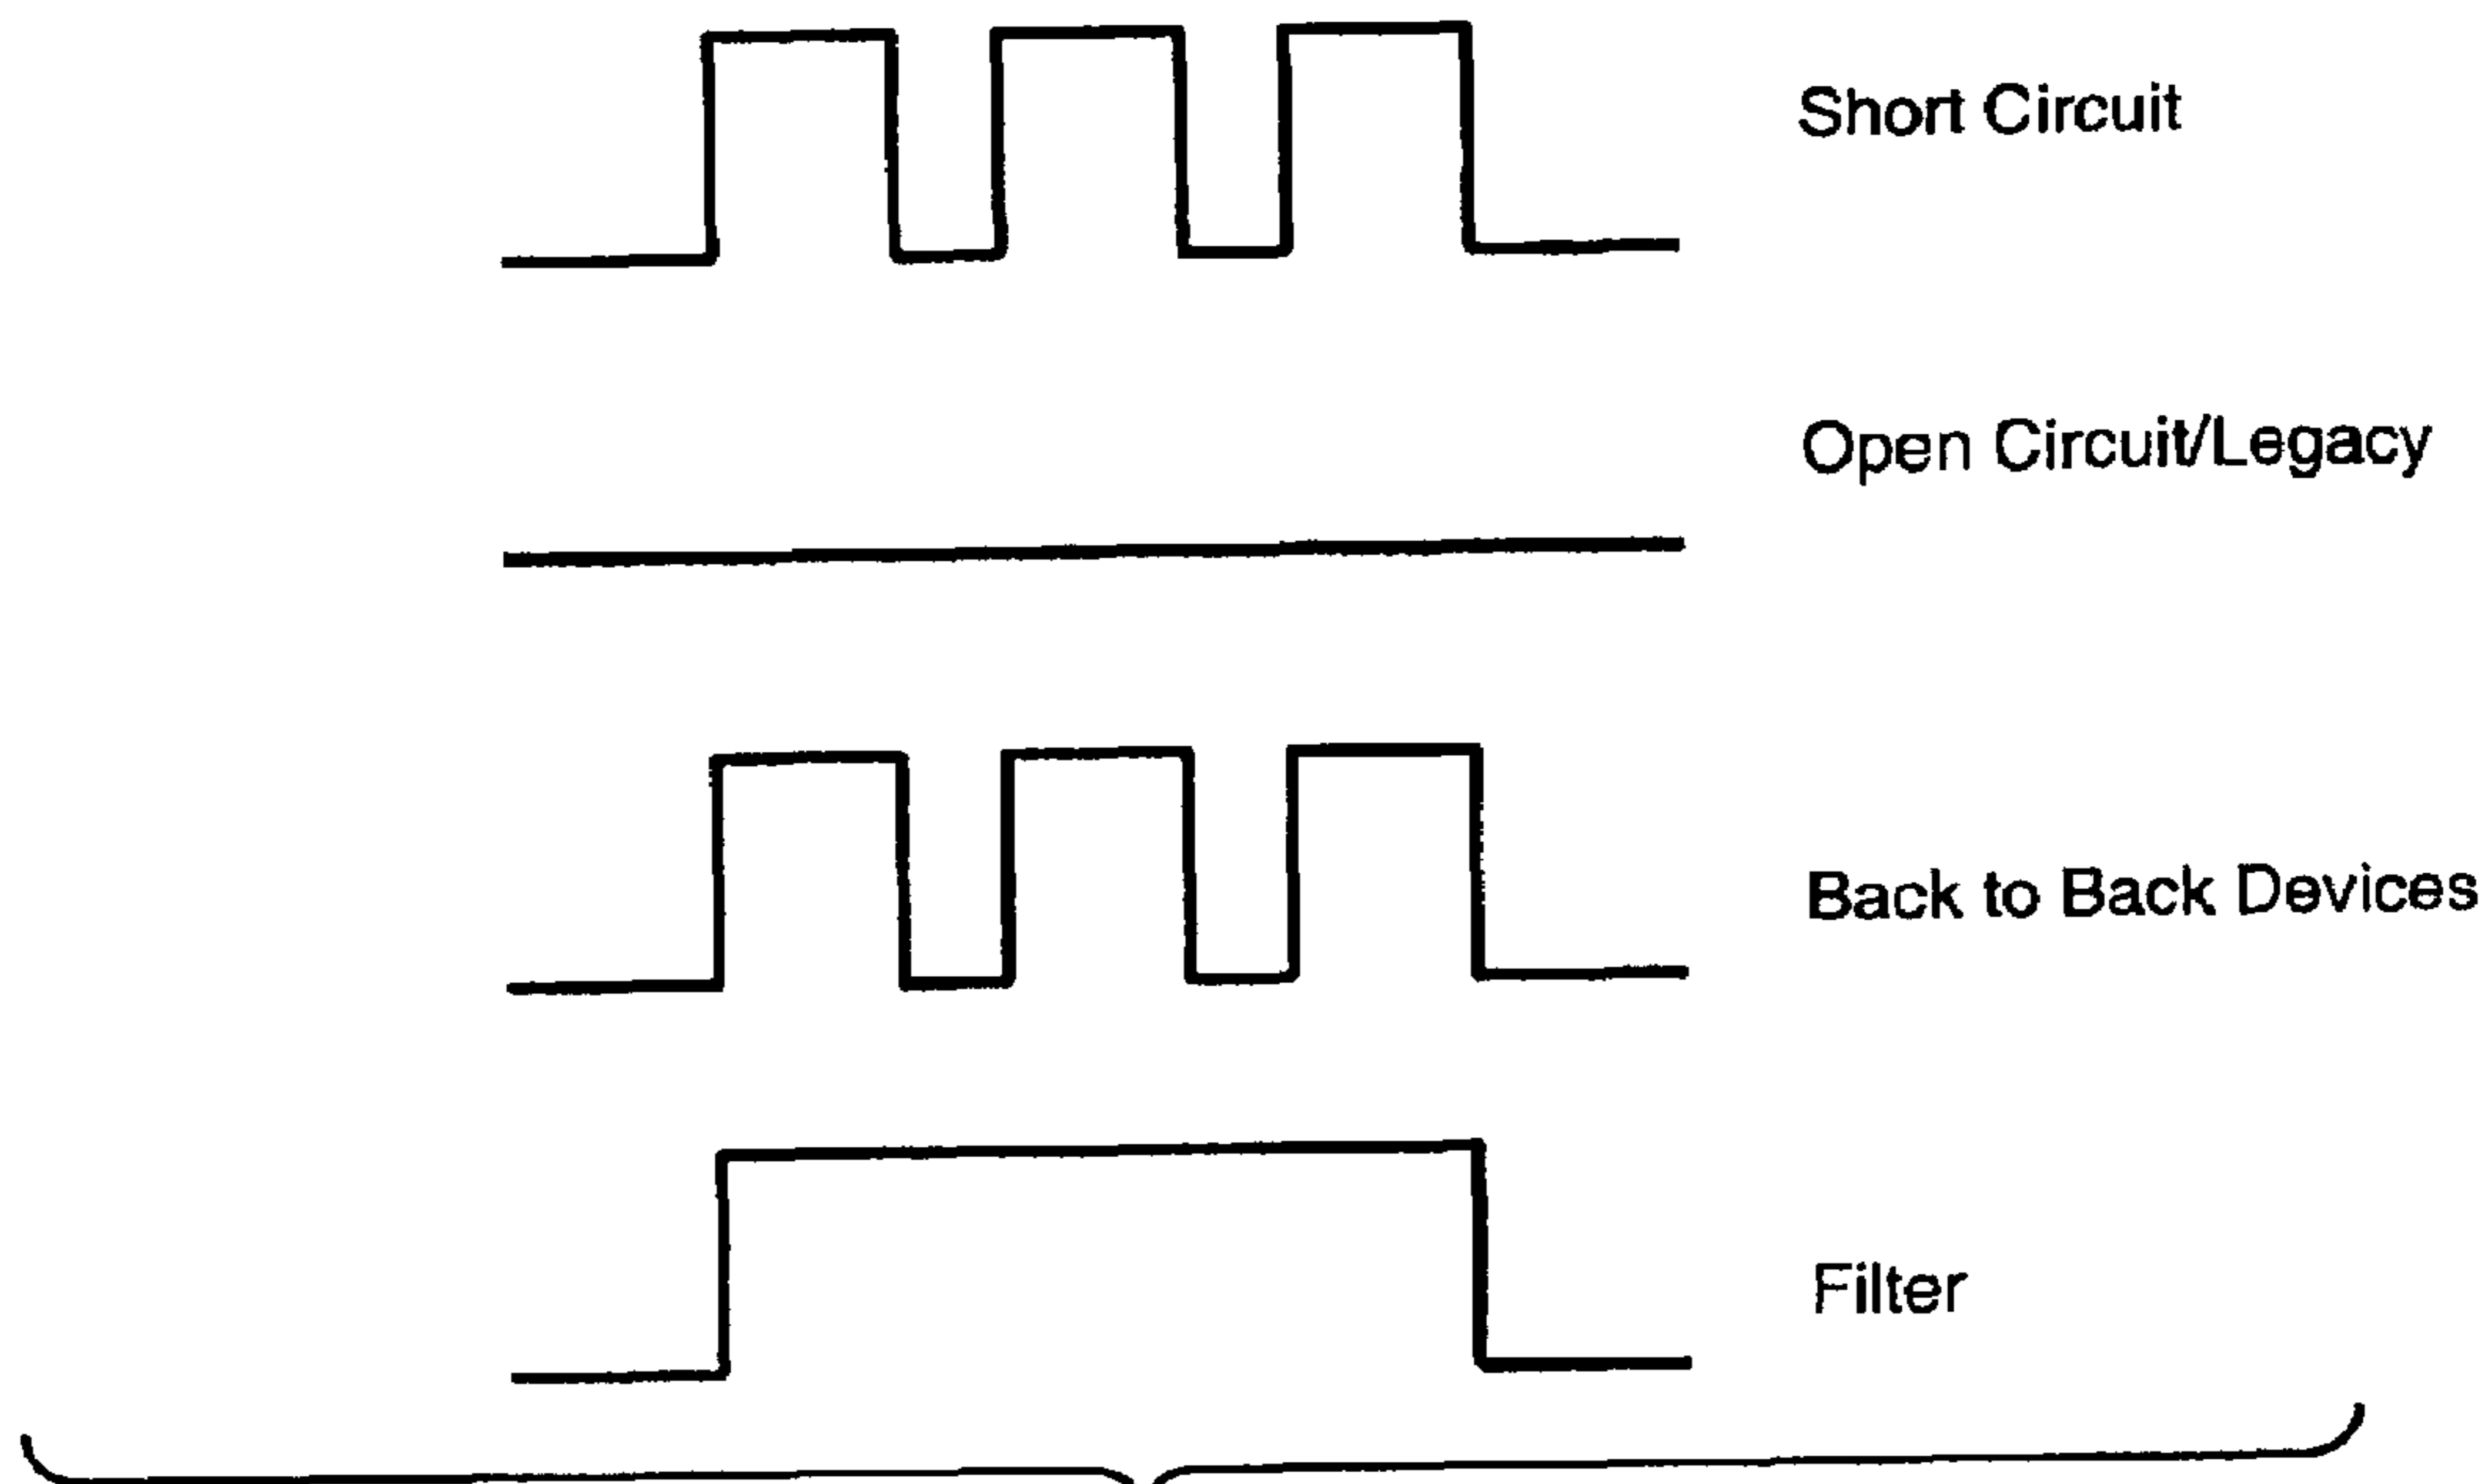 Short Circuit
Open Circuit/Legacy
Back to Back Devices
Filter